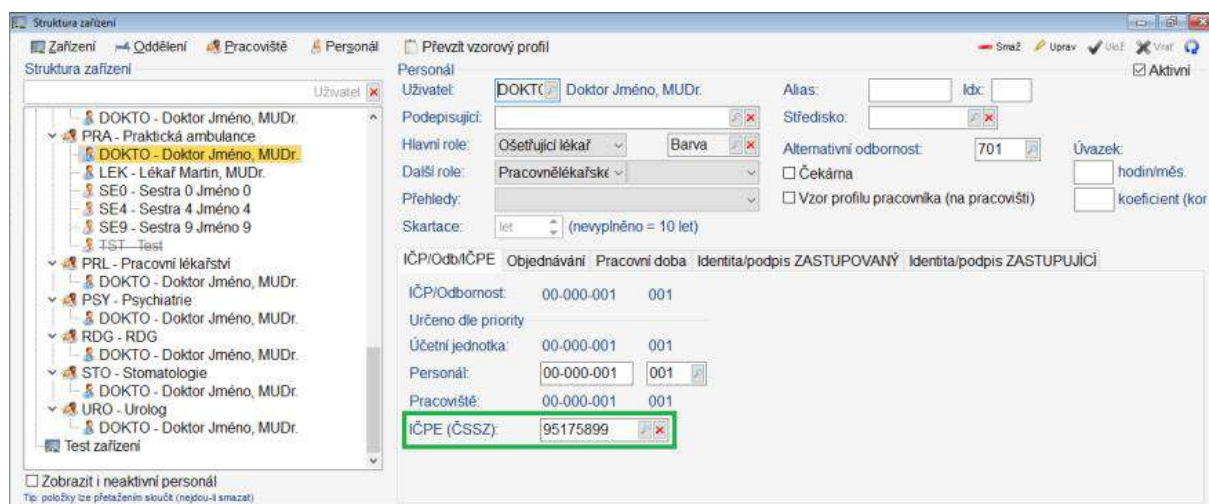 Struktura zařízení
Zařízení Oddělení Pracoviště Personál Převzít vzorový profil Smaž Uprav Ulož Vrať
Struktura zařízení
Uživatel
DOKTO - Doktor Jméno, MUDr.
PRA - Praktická ambulance
DOKTO - Doktor Jméno, MUDr.
LEK - Lékař Martin, MUDr.
SE0 - Sestra 0 Jméno 0
SE4 - Sestra 4 Jméno 4
SE9 - Sestra 9 Jméno 9
TST - Test
PRL - Pracovní lékařství
DOKTO - Doktor Jméno, MUDr.
PSY - Psychiatrie
DOKTO - Doktor Jméno, MUDr.
RDG - RDG
DOKTO - Doktor Jméno, MUDr.
STO - Stomatologie
DOKTO - Doktor Jméno, MUDr.
URO - Urolog
DOKTO - Doktor Jméno, MUDr.
Test zařízení
Zobrazit i neaktivní personál
Tip: položky lze přetažením sloučit (nejdou-li smazat)
Personál Aktivní
Uživatel: DOKTO Doktor Jméno, MUDr. Alias: Idx:
Podepisující: Středisko:
Hlavní role: Ošetřující lékař Barva Alternativní odbornost: 701 Úvazek:
Další role: Pracovnělékařské Čekárna hodin/měs.
Přehledy: Vzor profilu pracovníka (na pracovišti) koeficient (kor
Skartace: let (nevyplněno = 10 let)
IČP/Odb/IČPE Objednávání Pracovní doba Identita/podpis ZASTUPOVANÝ Identita/podpis ZASTUPUJÍCÍ
IČP/Odbornost: 00-000-001 001
Určeno dle priority
Účetní jednotka: 00-000-001 001
Personál: 00-000-001 001
Pracoviště: 00-000-001 001
IČPE (ČSSZ): 95175899